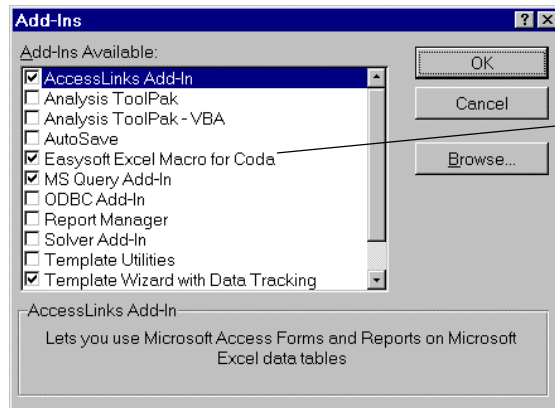 Add-Ins
Add-Ins Available:
AccessLinks Add-In
Analysis ToolPak
Analysis ToolPak - VBA
AutoSave
Easysoft Excel Macro for Coda
MS Query Add-In
ODBC Add-In
Report Manager
Solver Add-In
Template Utilities
Template Wizard with Data Tracking
OK
Cancel
Browse...
AccessLinks Add-In
Lets you use Microsoft Access Forms and Reports on Microsoft
Excel data tables